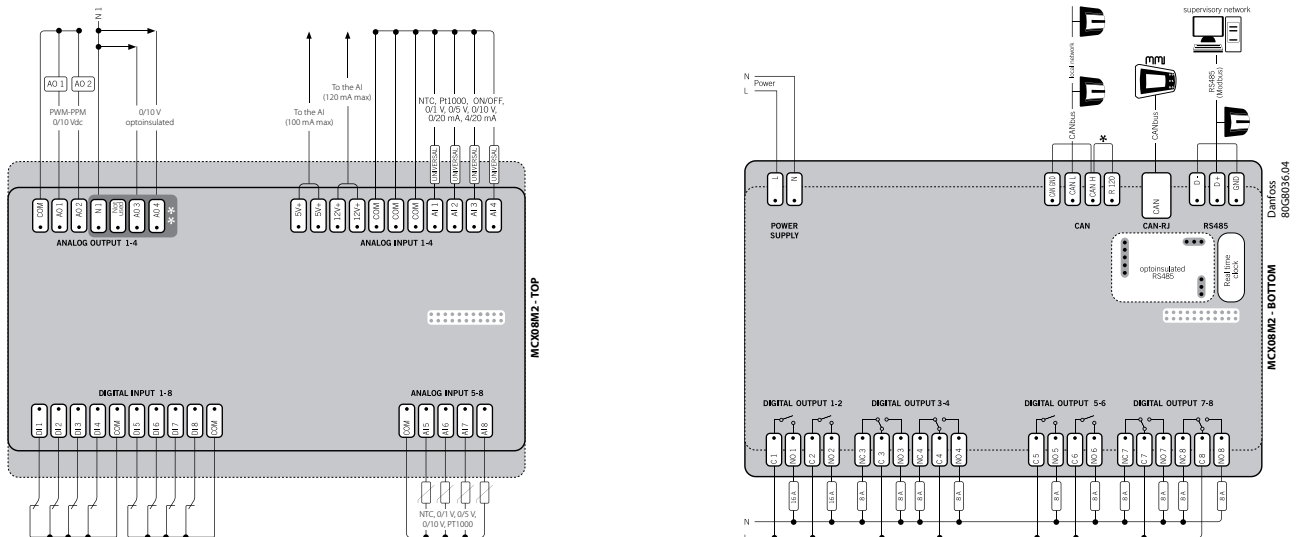 N 1
AO 1
AO 2
PWM-PPM
0/10 Vdc
0/10 V
optoinsulated
To the AI
(100 mA max)
To the AI
(120 mA max)
NTC, Pt1000, ON/OFF,
0/1 V, 0/5 V, 0/10 V,
0/20 mA, 4/20 mA
UNIVERSAL
UNIVERSAL
UNIVERSAL
UNIVERSAL
COM
AO 1
AO 2
N 1
Not used
AO 3
AO 4
**
5V+
5V+
12V+
12V+
COM
COM
COM
AI 1
AI 2
AI 3
AI 4
ANALOG OUTPUT 1-4
ANALOG INPUT 1-4
MCX08M2 - TOP
DIGITAL INPUT 1-8
ANALOG INPUT 5-8
DI 1
DI 2
DI 3
DI 4
COM
DI 5
DI 6
DI 7
DI 8
COM
COM
AI5
AI6
AI7
AI8
NTC, 0/1 V, 0/5 V,
0/10 V, PT1000
supervisory network
N
Power
L
local network
CANbus
MMI
CANbus
RS485
(Modbus)
*
L
N
CAN GND
CAN L
CAN H
R 120
CAN
D -
D +
GND
POWER
SUPPLY
CAN
CAN-RJ
RS485
optoinsulated
RS485
Real time
clock
Danfoss
80G8036.04
MCX08M2 - BOTTOM
DIGITAL OUTPUT 1-2
DIGITAL OUTPUT 3-4
DIGITAL OUTPUT 5-6
DIGITAL OUTPUT 7-8
C 1
NO 1
C 2
NO 2
NC 3
C 3
NO 3
NC 4
C 4
NO 4
C 5
NO 5
C 6
NO 6
NC 7
C 7
NO 7
NC 8
C 8
NO 8
16 A
16 A
8 A
8 A
8 A
8 A
8 A
8 A
8 A
8 A
8 A
8 A
N
L